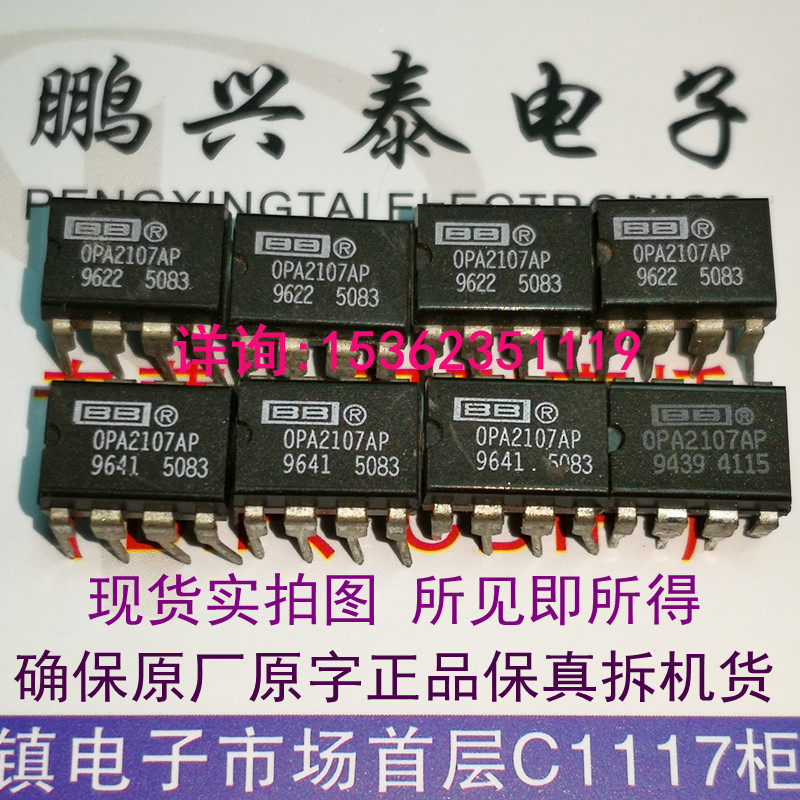 鹏兴泰电子
PENGXINGTAI ELECTRONICS
BB® BB® BB® BB®
OPA2107AP OPA2107AP OPA2107AP OPA2107AP
9622 5083 9622 5083 9622 5083 9622 5083
详询:15362351119
BB® BB® BB® BB®
OPA2107AP OPA2107AP OPA2107AP OPA2107AP
9641 5083 9641 5083 9641 5083 9439 4115
现货实拍图 所见即所得
确保原厂原字正品保真拆机货
镇电子市场首层C1117柜